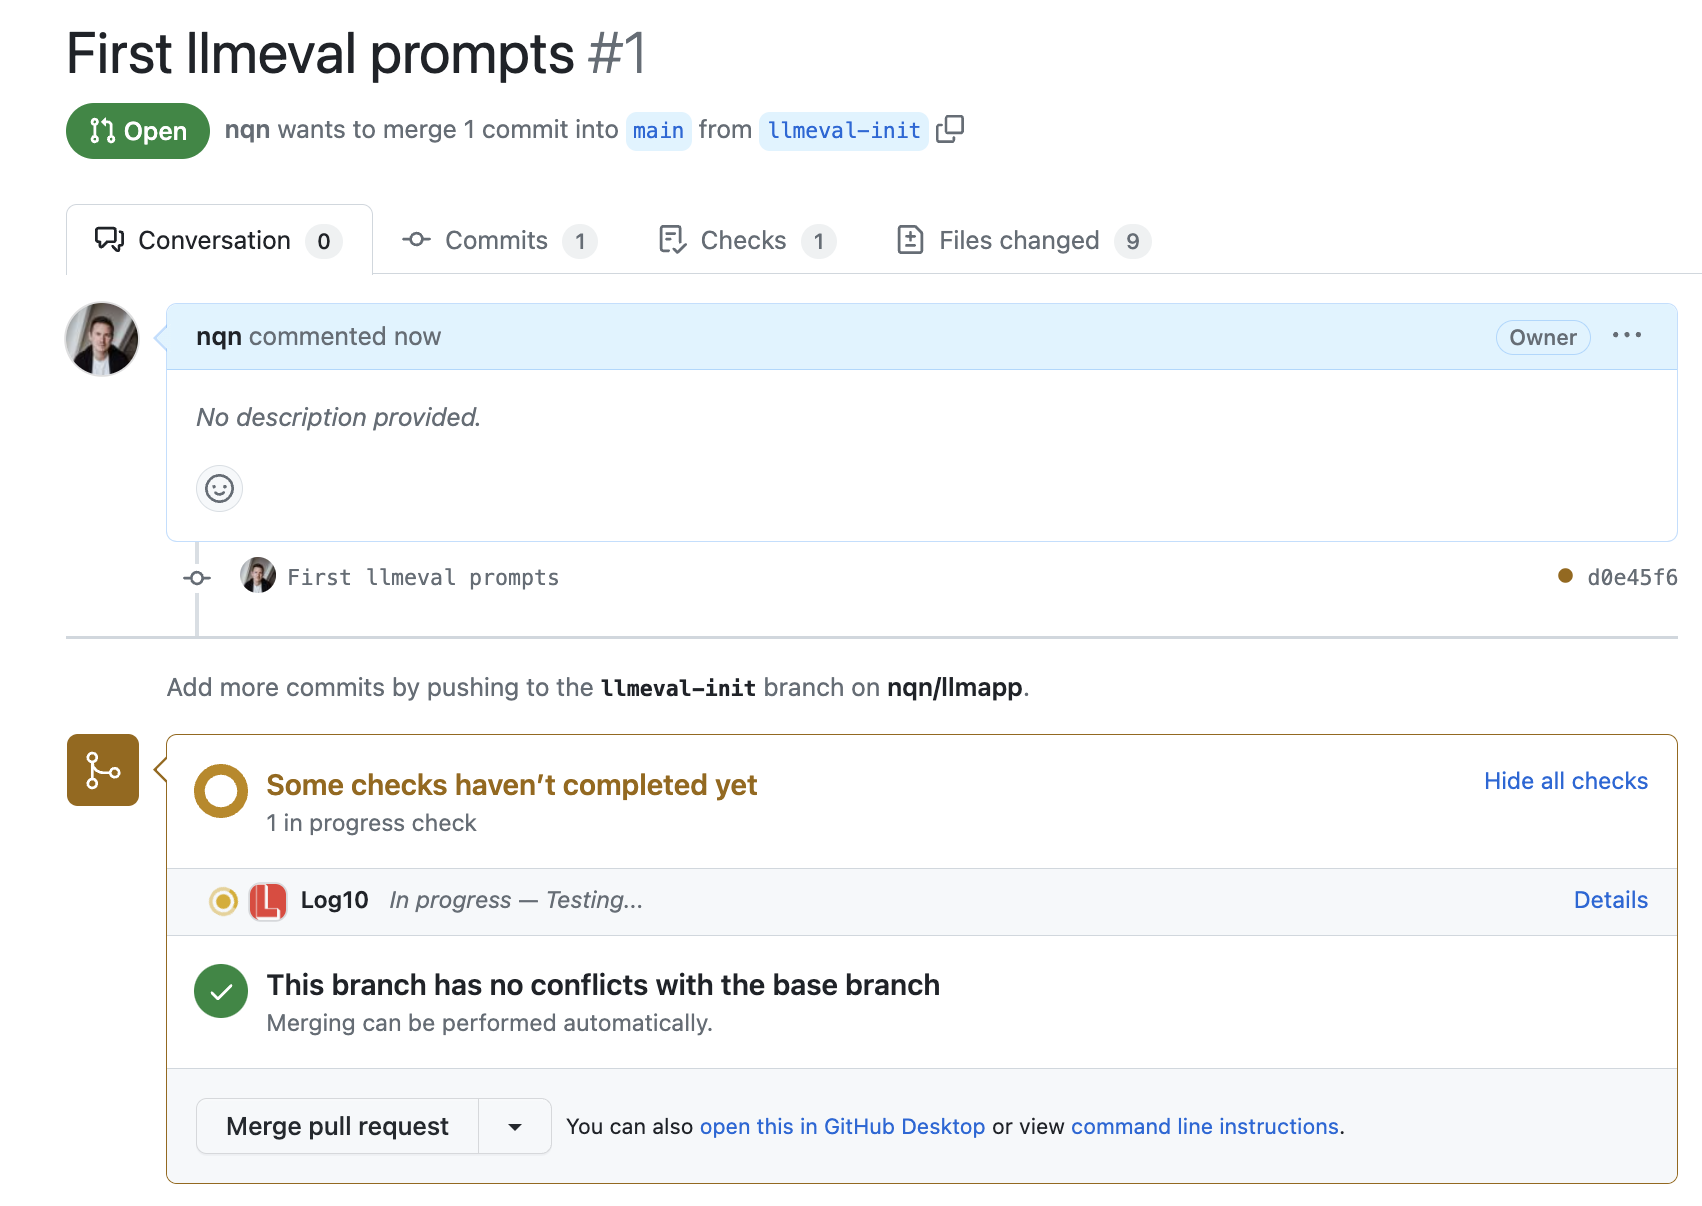 First llmeval prompts #1
Open nqn wants to merge 1 commit into main from llmeval-init
Conversation 0 Commits 1 Checks 1 Files changed 9
nqn commented now Owner ...
No description provided.
First llmeval prompts d0e45f6
Add more commits by pushing to the llmeval-init branch on nqn/llmapp.
Some checks haven’t completed yet Hide all checks
1 in progress check
Log10 In progress — Testing... Details
This branch has no conflicts with the base branch
Merging can be performed automatically.
Merge pull request You can also open this in GitHub Desktop or view command line instructions.